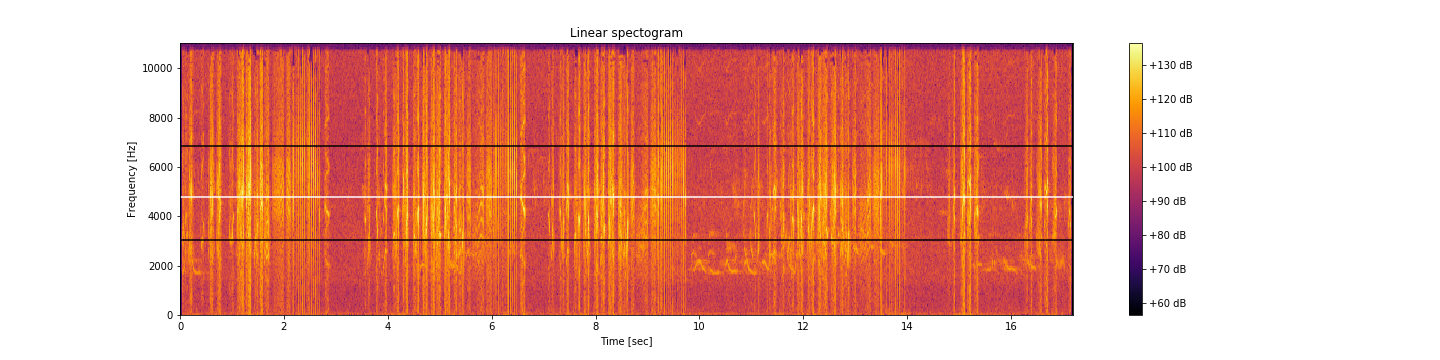 Linear spectogram
Frequency [Hz]
10000
8000
6000
4000
2000
0
0 2 4 6 8 10 12 14 16
Time [sec]
+130 dB
+120 dB
+110 dB
+100 dB
+90 dB
+80 dB
+70 dB
+60 dB